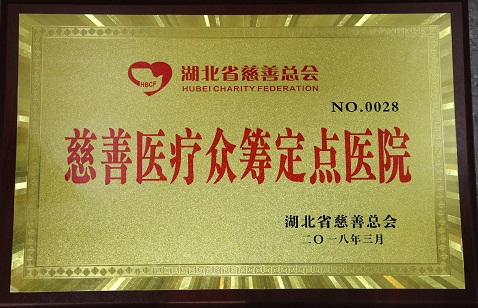 HBCF
湖北省慈善总会
HUBEI CHARITY FEDERATION
NO.0028
慈善医疗众筹定点医院
湖北省慈善总会
二〇一八年三月